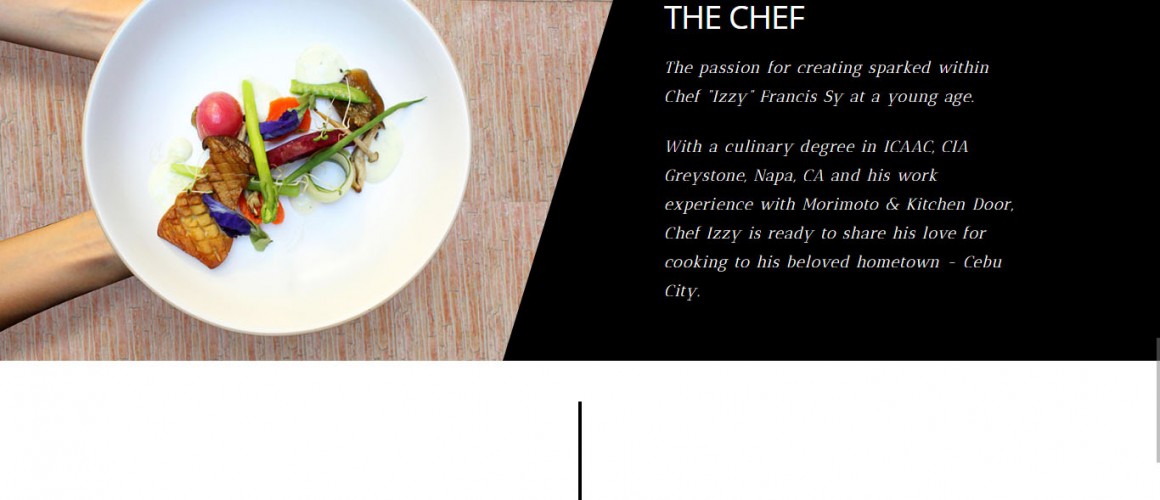 THE CHEF
The passion for creating sparked within
Chef "Izzy" Francis Sy at a young age.
With a culinary degree in ICAAC, CIA
Greystone, Napa, CA and his work
experience with Morimoto & Kitchen Door,
Chef Izzy is ready to share his love for
cooking to his beloved hometown - Cebu
City.